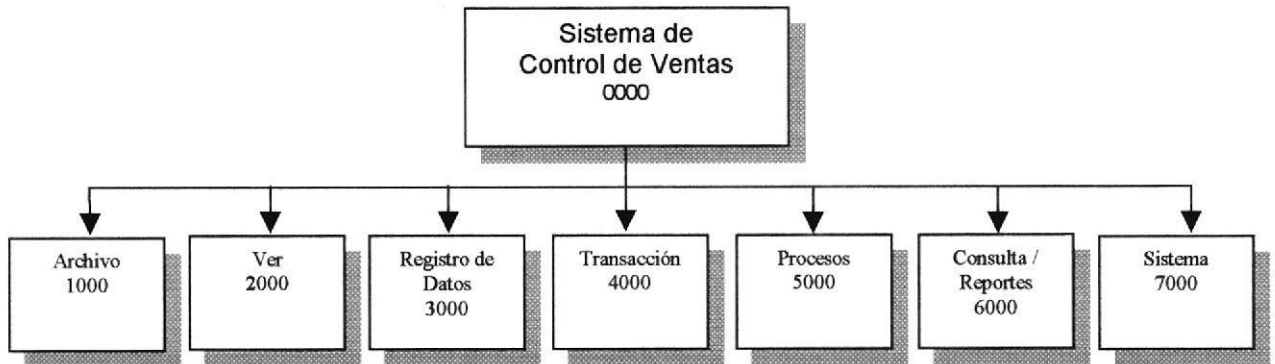 Sistema de
Control de Ventas
0000
Archivo
1000
Ver
2000
Registro de
Datos
3000
Transacción
4000
Procesos
5000
Consulta /
Reportes
6000
Sistema
7000